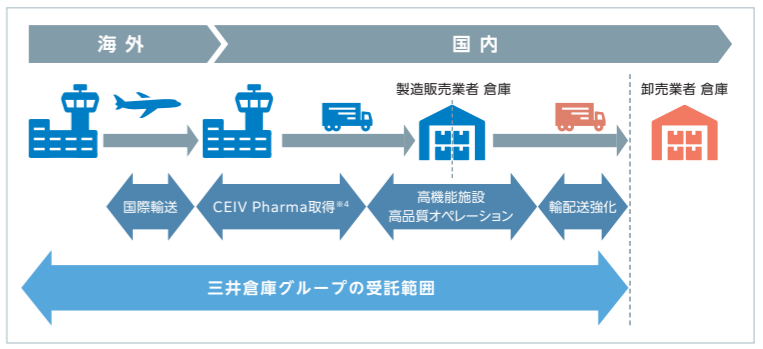 海外
国内
製造販売業者 倉庫
卸売業者 倉庫
国際輸送
CEIV Pharma取得※4
高機能施設
高品質オペレーション
輸配送強化
三井倉庫グループの受託範囲